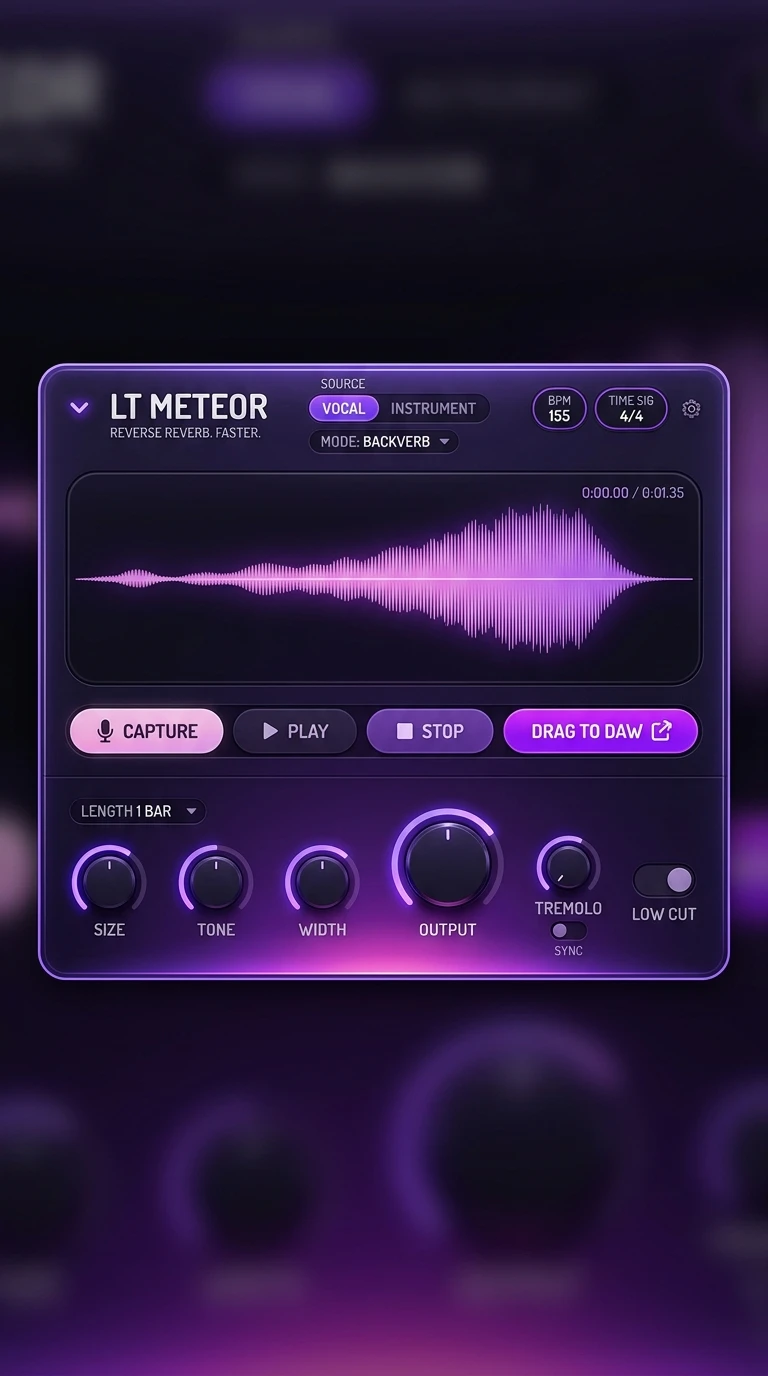 SOURCE
LT METEOR
REVERSE REVERB. FASTER.
VOCAL
INSTRUMENT
MODE: BACKVERB
BPM
155
TIME SIG
4/4
0:00.00 / 0:01.35
CAPTURE
PLAY
STOP
DRAG TO DAW
LENGTH 1 BAR
SIZE
TONE
WIDTH
OUTPUT
TREMOLO
SYNC
LOW CUT